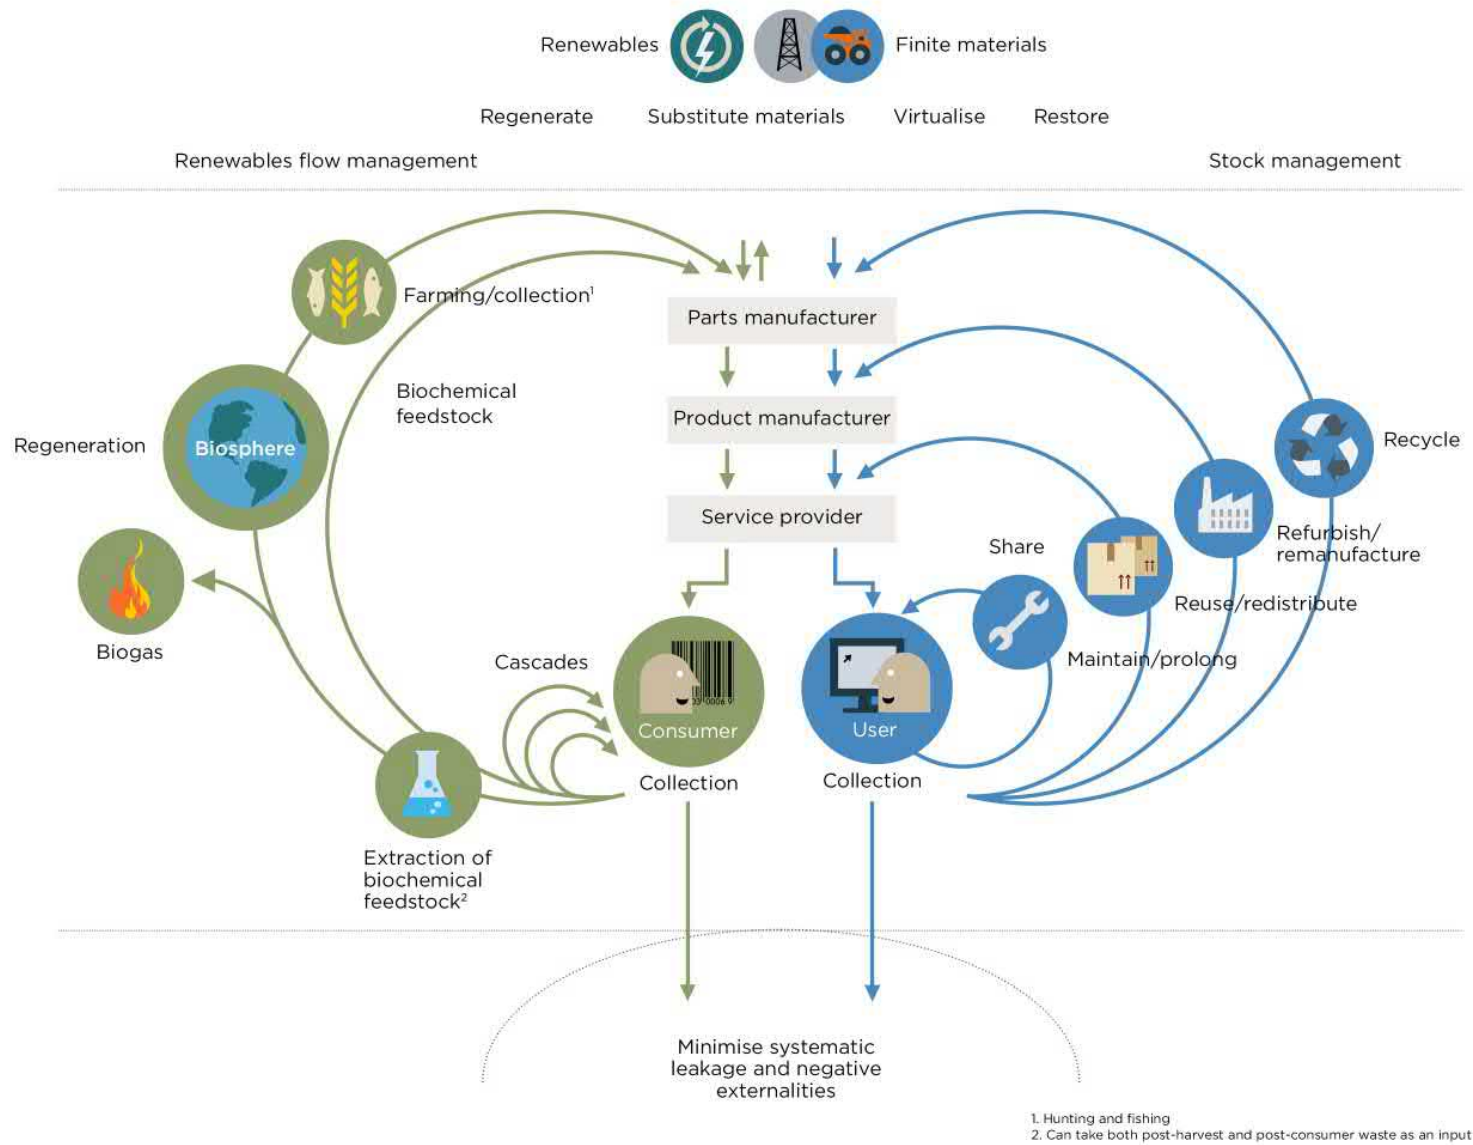 Renewables
Finite materials
Regenerate
Substitute materials
Virtualise
Restore
Renewables flow management
Stock management
Farming/collection¹
Parts manufacturer
Biochemical
feedstock
Product manufacturer
Regeneration
Biosphere
Recycle
Service provider
Share
Refurbish/
remanufacture
Reuse/redistribute
Biogas
Cascades
Maintain/prolong
Consumer
User
Collection
Collection
Extraction of
biochemical
feedstock²
Minimise systematic
leakage and negative
externalities
1. Hunting and fishing
2. Can take both post-harvest and post-consumer waste as an input